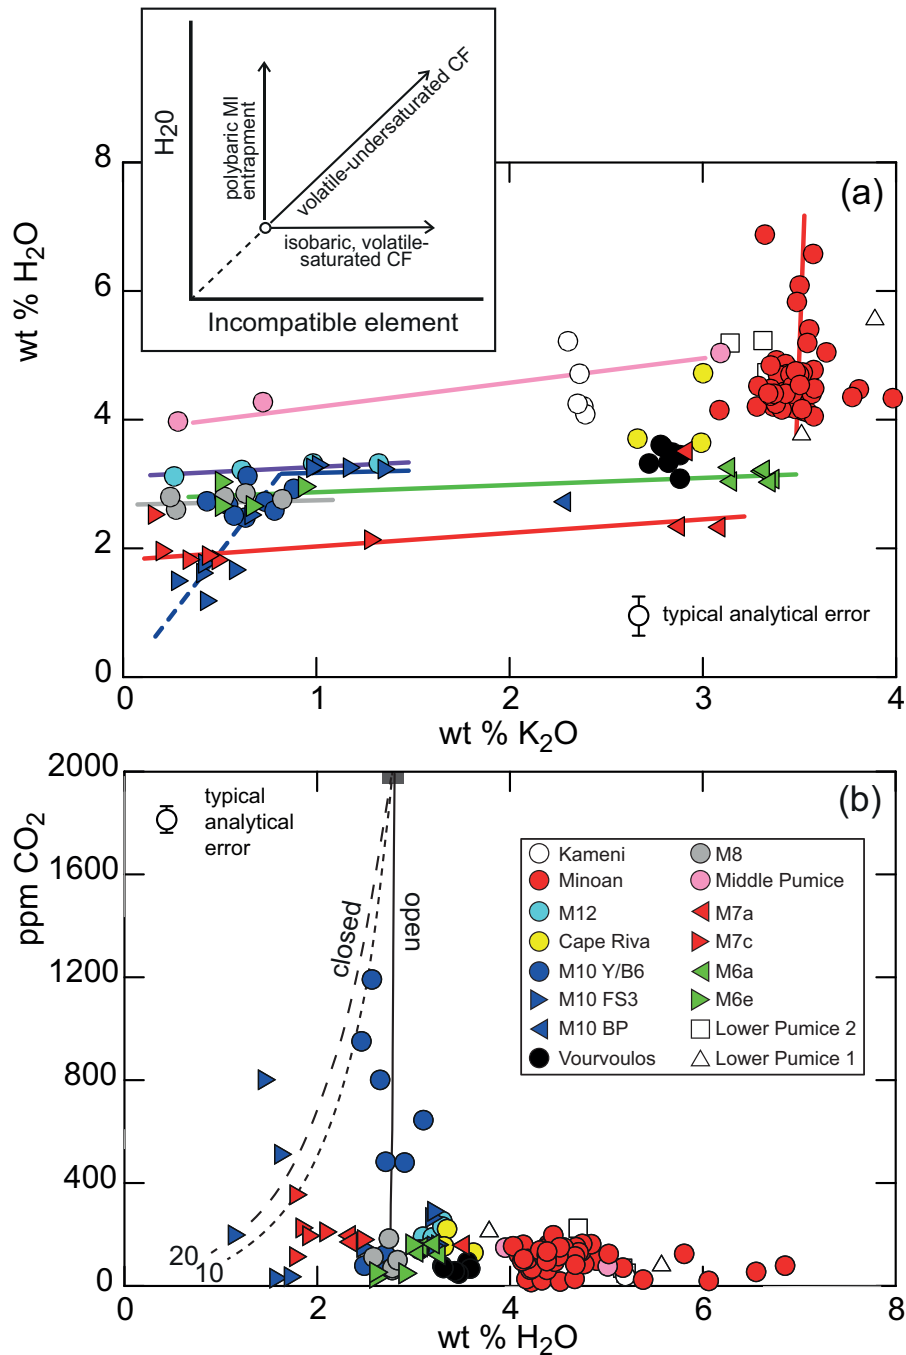 (a)
H20
polybaric MI
entrapment
volatile-undersaturated CF
isobaric, volatile-
saturated CF
Incompatible element
wt % H2O
8
6
4
2
0
typical analytical error
0 1 2 3 4
wt % K2O
(b)
ppm CO2
2000
1600
1200
800
400
0
typical
analytical
error
closed
open
20
10
Kameni
Minoan
M12
Cape Riva
M10 Y/B6
M10 FS3
M10 BP
Vourvoulos
M8
Middle Pumice
M7a
M7c
M6a
M6e
Lower Pumice 2
Lower Pumice 1
0 2 4 6 8
wt % H2O